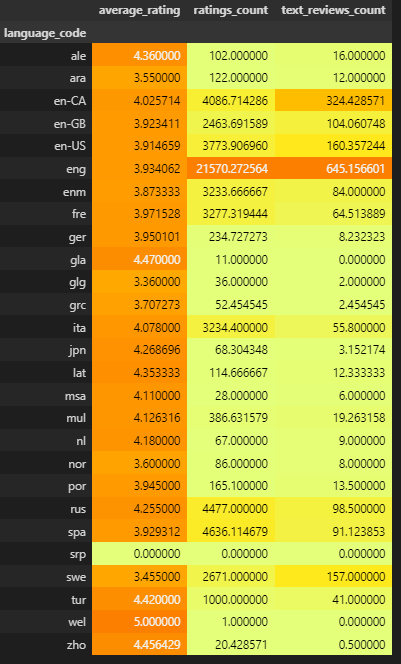 average_rating ratings_count text_reviews_count
language_code
ale 4.360000 102.000000 16.000000
ara 3.550000 122.000000 12.000000
en-CA 4.025714 4086.714286 324.428571
en-GB 3.923411 2463.691589 104.060748
en-US 3.914659 3773.906960 160.357244
eng 3.934062 21570.272564 645.156601
enm 3.873333 3233.666667 84.000000
fre 3.971528 3277.319444 64.513889
ger 3.950101 234.727273 8.232323
gla 4.470000 11.000000 0.000000
glg 3.360000 36.000000 2.000000
grc 3.707273 52.454545 2.454545
ita 4.078000 3234.400000 55.800000
jpn 4.268696 68.304348 3.152174
lat 4.353333 114.666667 12.333333
msa 4.110000 28.000000 6.000000
mul 4.126316 386.631579 19.263158
nl 4.180000 67.000000 9.000000
nor 3.600000 86.000000 8.000000
por 3.945000 165.100000 13.500000
rus 4.255000 4477.000000 98.500000
spa 3.929312 4636.114679 91.123853
srp 0.000000 0.000000 0.000000
swe 3.455000 2671.000000 157.000000
tur 4.420000 1000.000000 41.000000
wel 5.000000 1.000000 0.000000
zho 4.456429 20.428571 0.500000